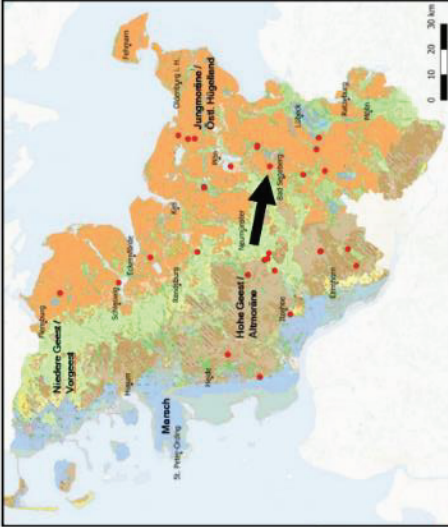 Flensburg
Niedere Geest /
Vorgeest
Schleswig
Husum
Eckernförde
Fehmarn
Rendsburg
Kiel
Oldenburg i. H.
Marsch
St. Peter-Ording
Heide
Jungmoräne /
Östl. Hügelland
Plön
Neumünster
Hohe Geest /
Altmoräne
Bad Segeberg
Itzehoe
Lübeck
Elmshorn
Ratzeburg
Mölln
0 10 20 30 km